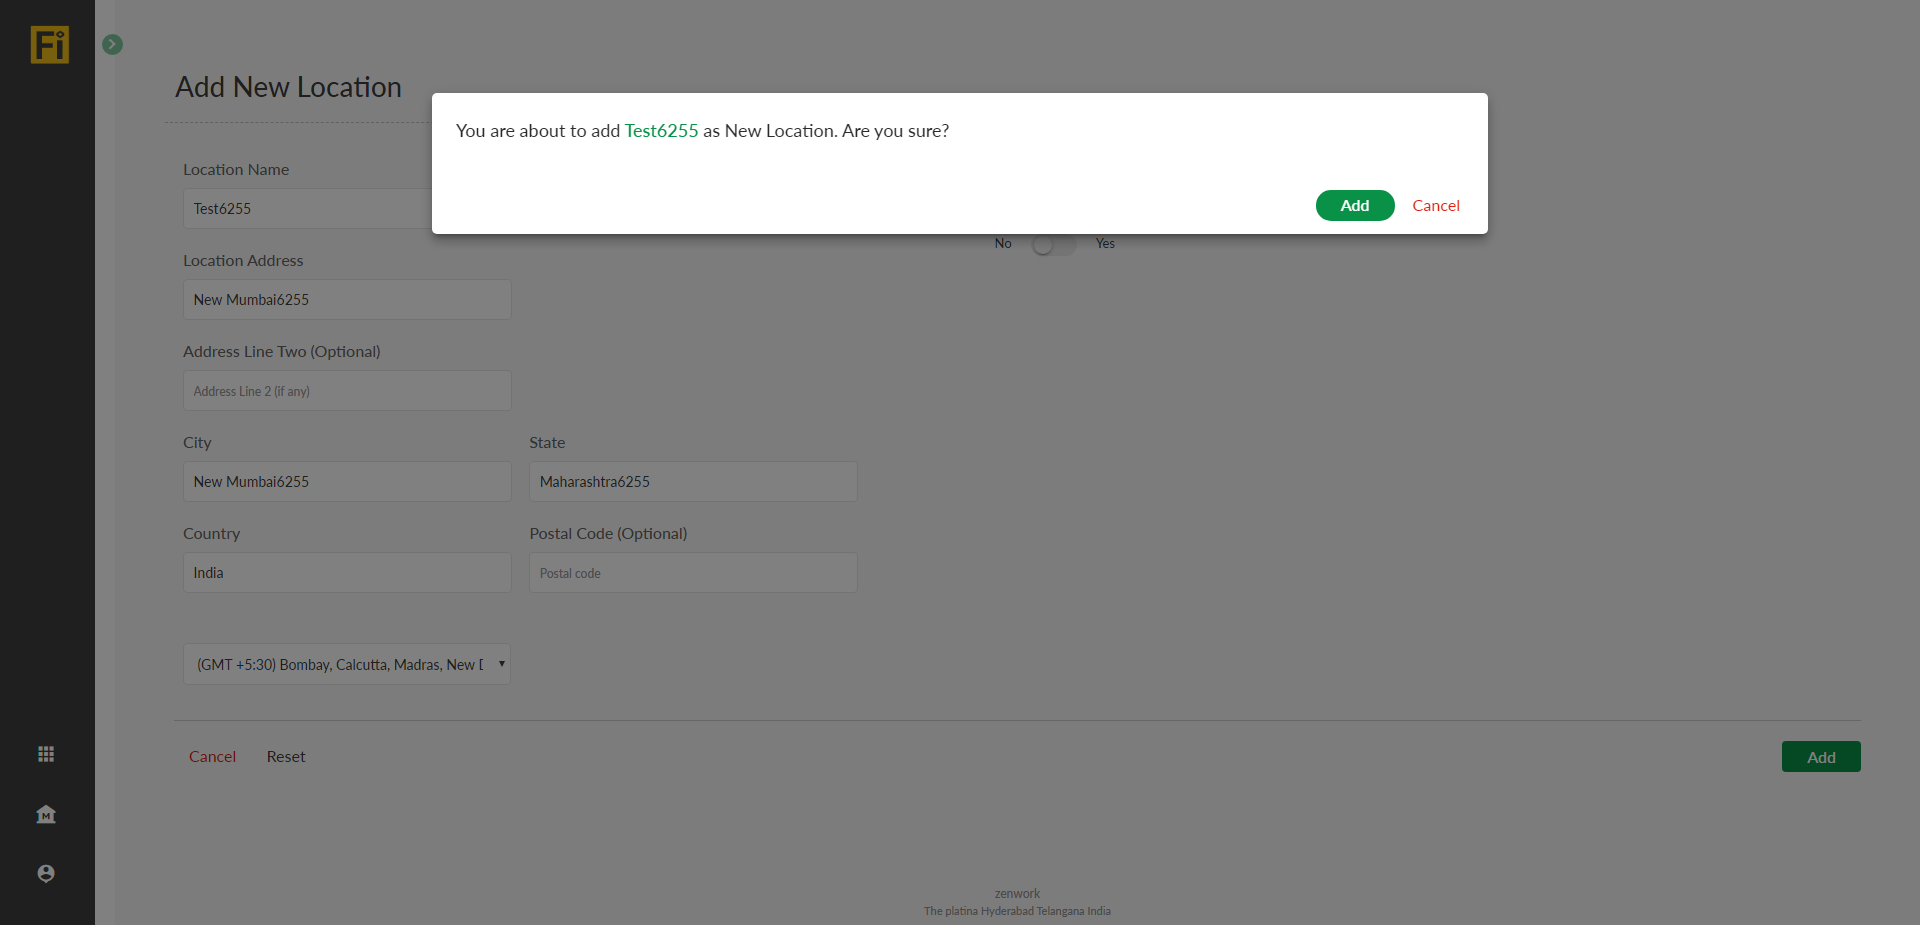 Fi
Add New Location
You are about to add Test6255 as New Location. Are you sure?
Add Cancel
Location Name
Test6255
No Yes
Location Address
New Mumbai6255
Address Line Two (Optional)
Address Line 2 (if any)
City State
New Mumbai6255 Maharashtra6255
Country Postal Code (Optional)
India Postal code
(GMT +5:30) Bombay, Calcutta, Madras, New
Cancel Reset Add
M
zenwork
The platina Hyderabad Telangana India